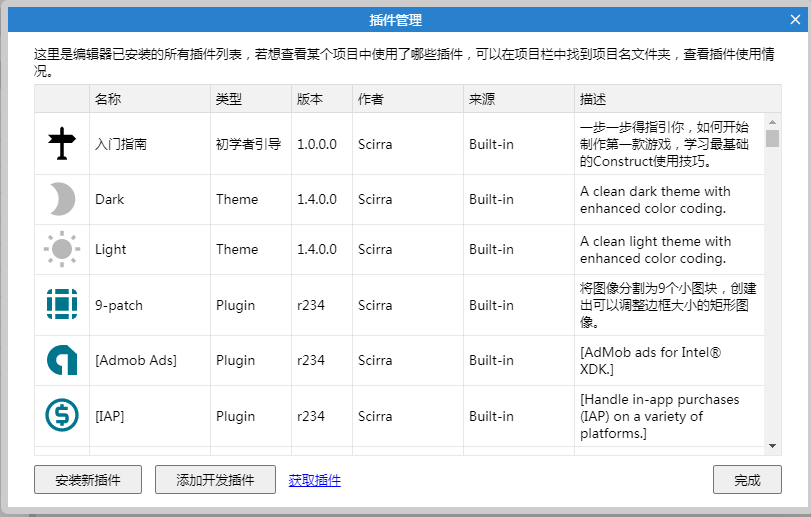 插件管理
这里是编辑器已安装的所有插件列表，若想查看某个项目中使用了哪些插件，可以在项目栏中找到项目名文件夹，查看插件使用情
况。
名称 类型 版本 作者 来源 描述
入门指南 初学者引导 1.0.0.0 Scirra Built-in 一步一步得指引你，如何开始
制作第一款游戏，学习最基础
的Construct使用技巧。
Dark Theme 1.4.0.0 Scirra Built-in A clean dark theme with
enhanced color coding.
Light Theme 1.4.0.0 Scirra Built-in A clean light theme with
enhanced color coding.
9-patch Plugin r234 Scirra Built-in 将图像分割为9个小图块，创建
出可以调整边框大小的矩形图
像。
[Admob Ads] Plugin r234 Scirra Built-in [AdMob ads for Intel®
XDK.]
[IAP] Plugin r234 Scirra Built-in [Handle in-app purchases
(IAP) on a variety of
platforms.]
安装新插件 添加开发插件 获取插件 完成